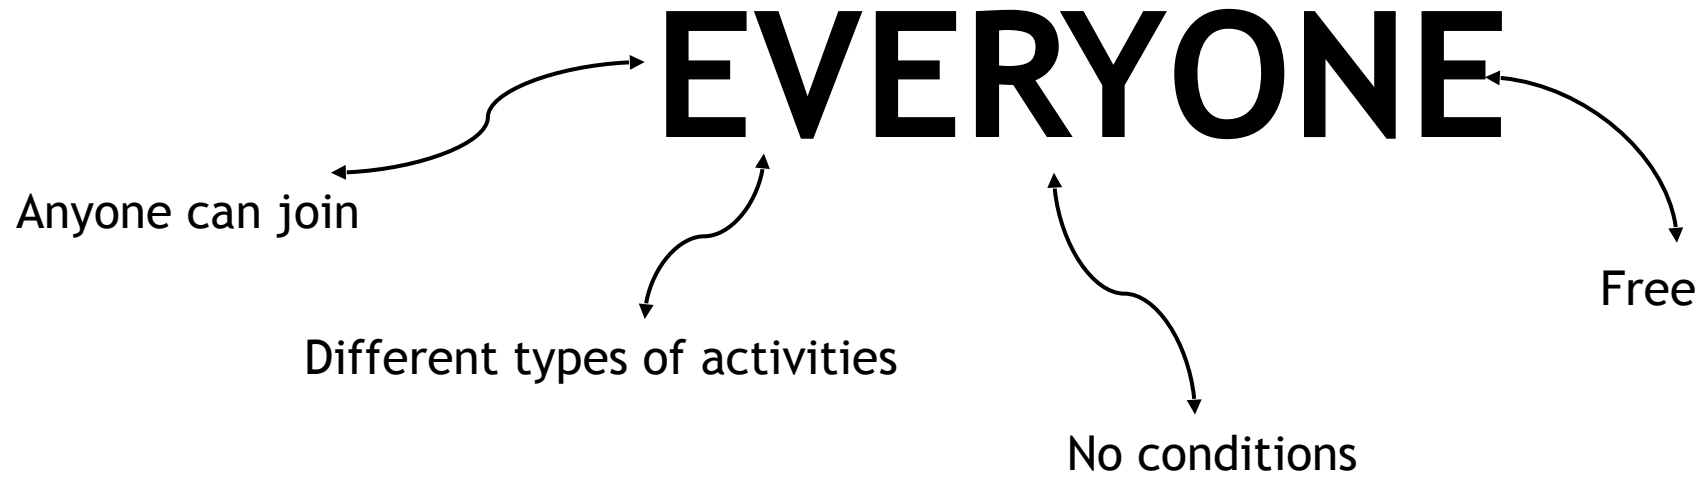 EVERYONE
Anyone can join
Free
Different types of activities
No conditions